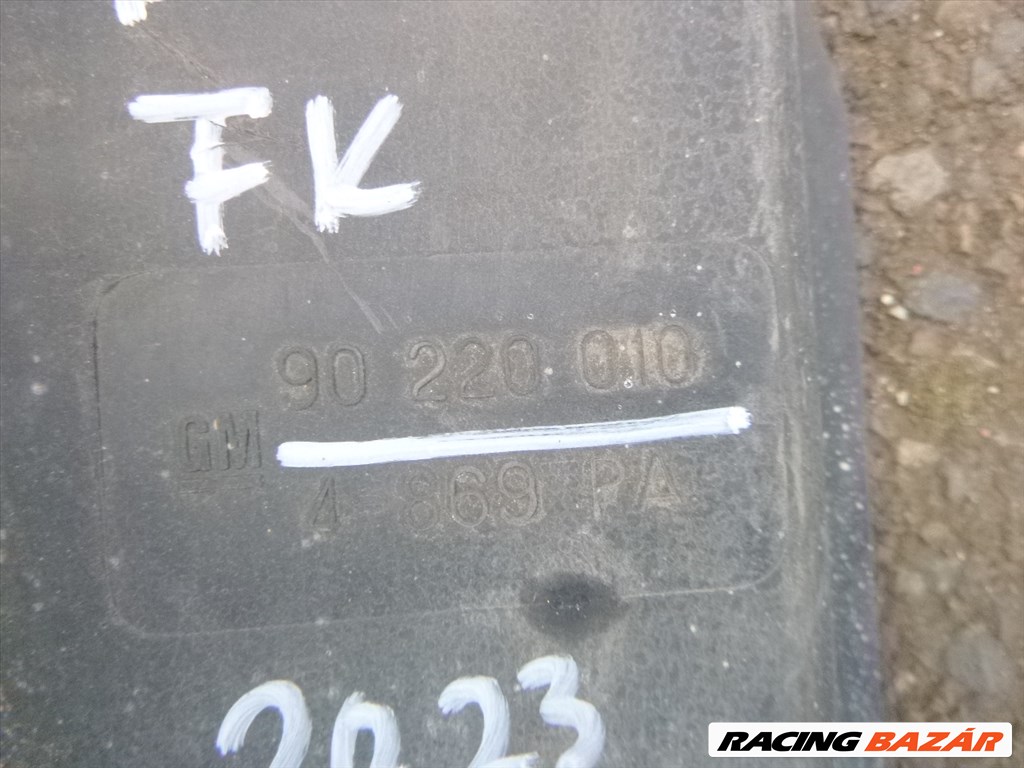 FK
90 220 010
GM
4 869 PA
2023
RACING BAZÁR